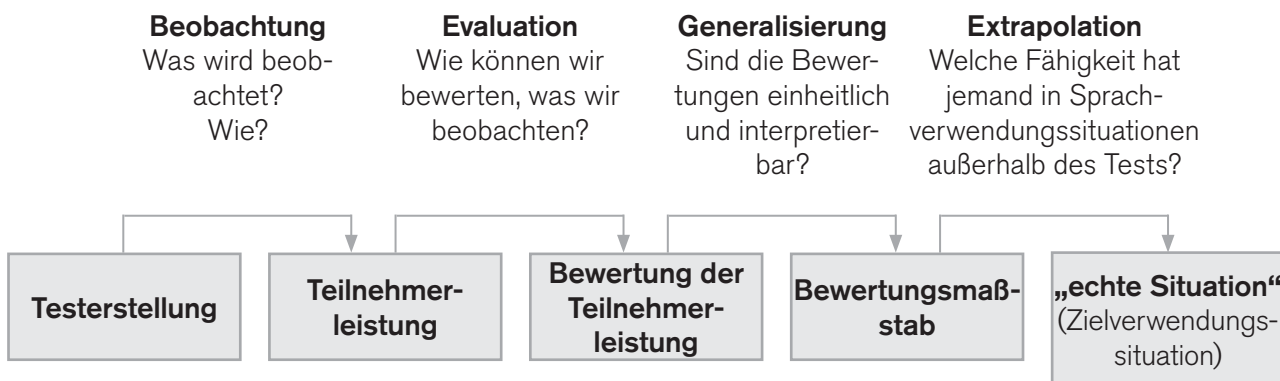 Beobachtung
Was wird beob-
achtet?
Wie?
Evaluation
Wie können wir
bewerten, was wir
beobachten?
Generalisierung
Sind die Bewer-
tungen einheitlich
und interpretier-
bar?
Extrapolation
Welche Fähigkeit hat
jemand in Sprach-
verwendungssituationen
außerhalb des Tests?
Testerstellung
Teilnehmer-
leistung
Bewertung der
Teilnehmer-
leistung
Bewertungsmaß-
stab
„echte Situation“
(Zielverwendungs-
situation)